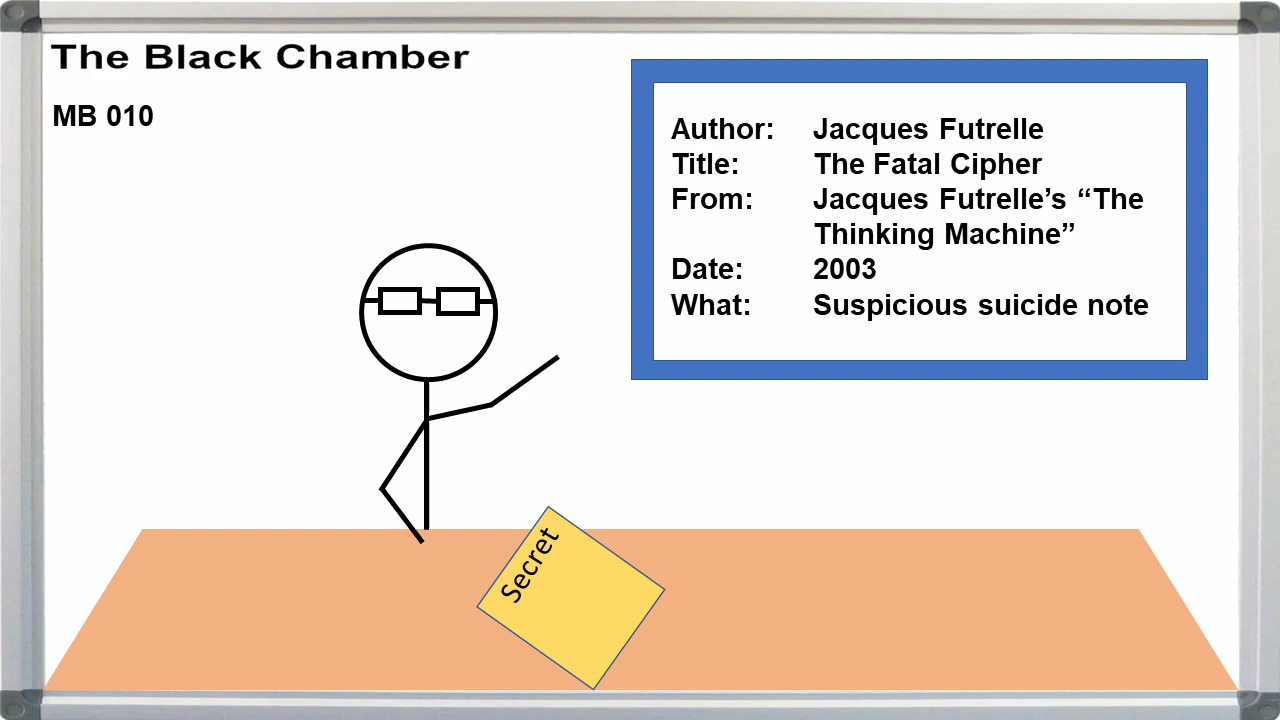 The Black Chamber
MB 010
Author: Jacques Futrelle
Title: The Fatal Cipher
From: Jacques Futrelle’s “The
Thinking Machine”
Date: 2003
What: Suspicious suicide note
Secret